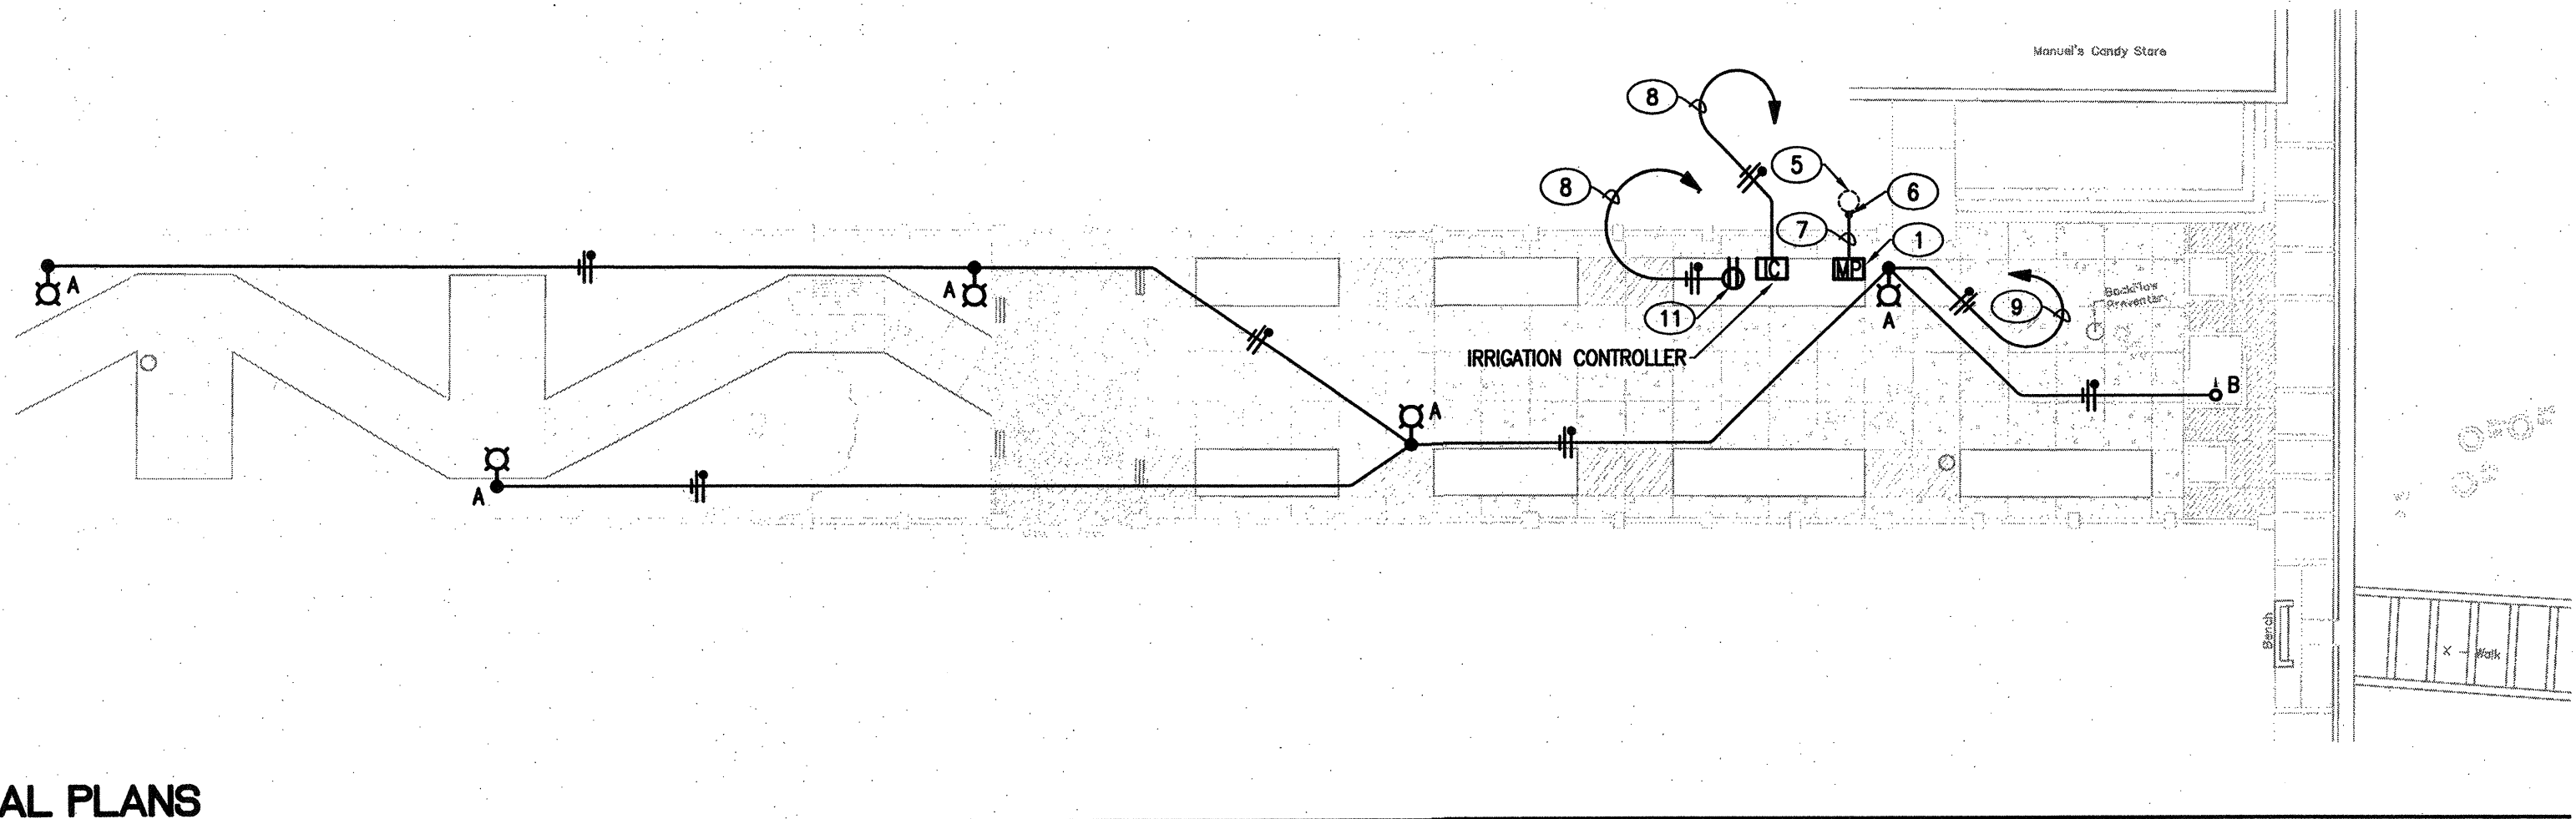 Manuel's Candy Store
8
5
8
6
7
1
IC
MP
A
A
9
Backflow
Preventer
11
A
IRRIGATION CONTROLLER
B
A
A
Bench
X - Walk
AL PLANS